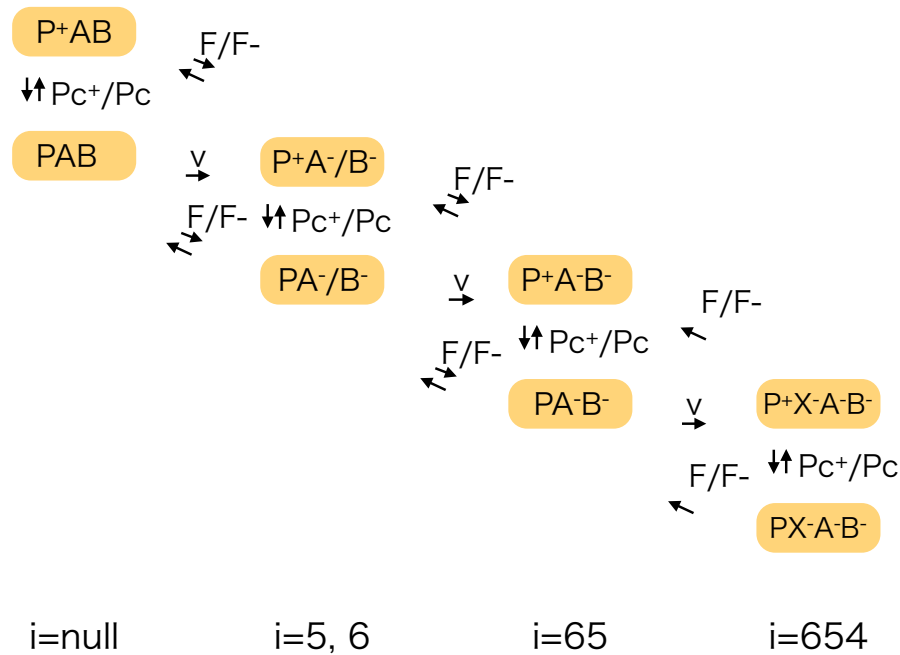 P⁺AB
F/F-
Pc⁺/Pc
PAB
v
P⁺A⁻/B⁻
F/F-
F/F-
Pc⁺/Pc
PA⁻/B⁻
v
P⁺A⁻B⁻
F/F-
F/F-
Pc⁺/Pc
PA⁻B⁻
v
P⁺X⁻A⁻B⁻
F/F-
Pc⁺/Pc
PX⁻A⁻B⁻
i=null
i=5, 6
i=65
i=654